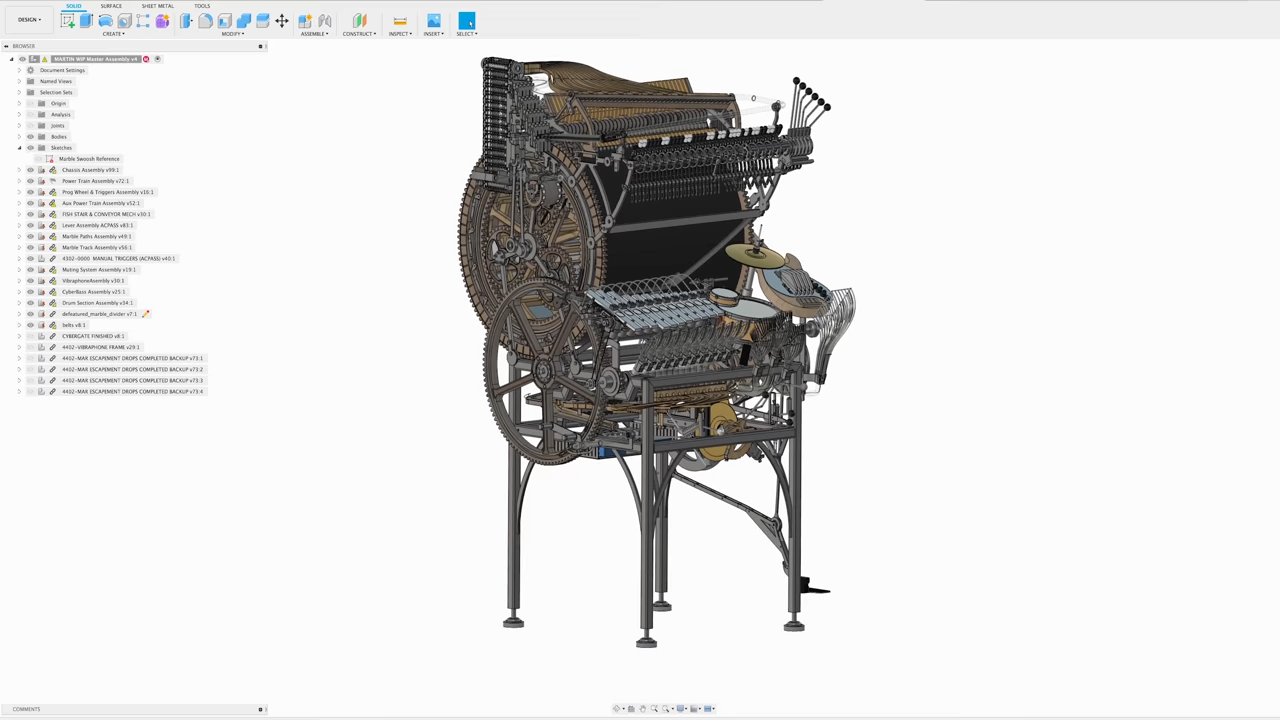 SOLID SURFACE SHEET METAL TOOLS
DESIGN
CREATE MODIFY ASSEMBLE CONSTRUCT INSPECT INSERT SELECT
BROWSER
MARTIN WIP Master Assembly v4
Document Settings
Named Views
Selection Sets
Origin
Analysis
Joints
Bodies
Sketches
Marble Swoosh Reference
Chassis Assembly v99:1
Power Train Assembly v72:1
Prog Wheel & Triggers Assembly v16:1
Aux Power Train Assembly v52:1
FISH STAIR & CONVEYOR MECH v30:1
Lever Assembly ACPASS v83:1
Marble Paths Assembly v49:1
Marble Track Assembly v56:1
4302-0000 MANUAL TRIGGERS (ACPASS) v40:1
Muting System Assembly v19:1
VibraphoneAsembly v30:1
CyberBass Assembly v25:1
Drum Section Assembly v34:1
defeatured_marble_divider v7:1
belts v8:1
CYBERGATE FINISHED v8:1
4402-VIBRAPHONE FRAME v29:1
4402-MAR ESCAPEMENT DROPS COMPLETED BACKUP v73:1
4402-MAR ESCAPEMENT DROPS COMPLETED BACKUP v73:2
4402-MAR ESCAPEMENT DROPS COMPLETED BACKUP v73:3
4402-MAR ESCAPEMENT DROPS COMPLETED BACKUP v73:4
COMMENTS